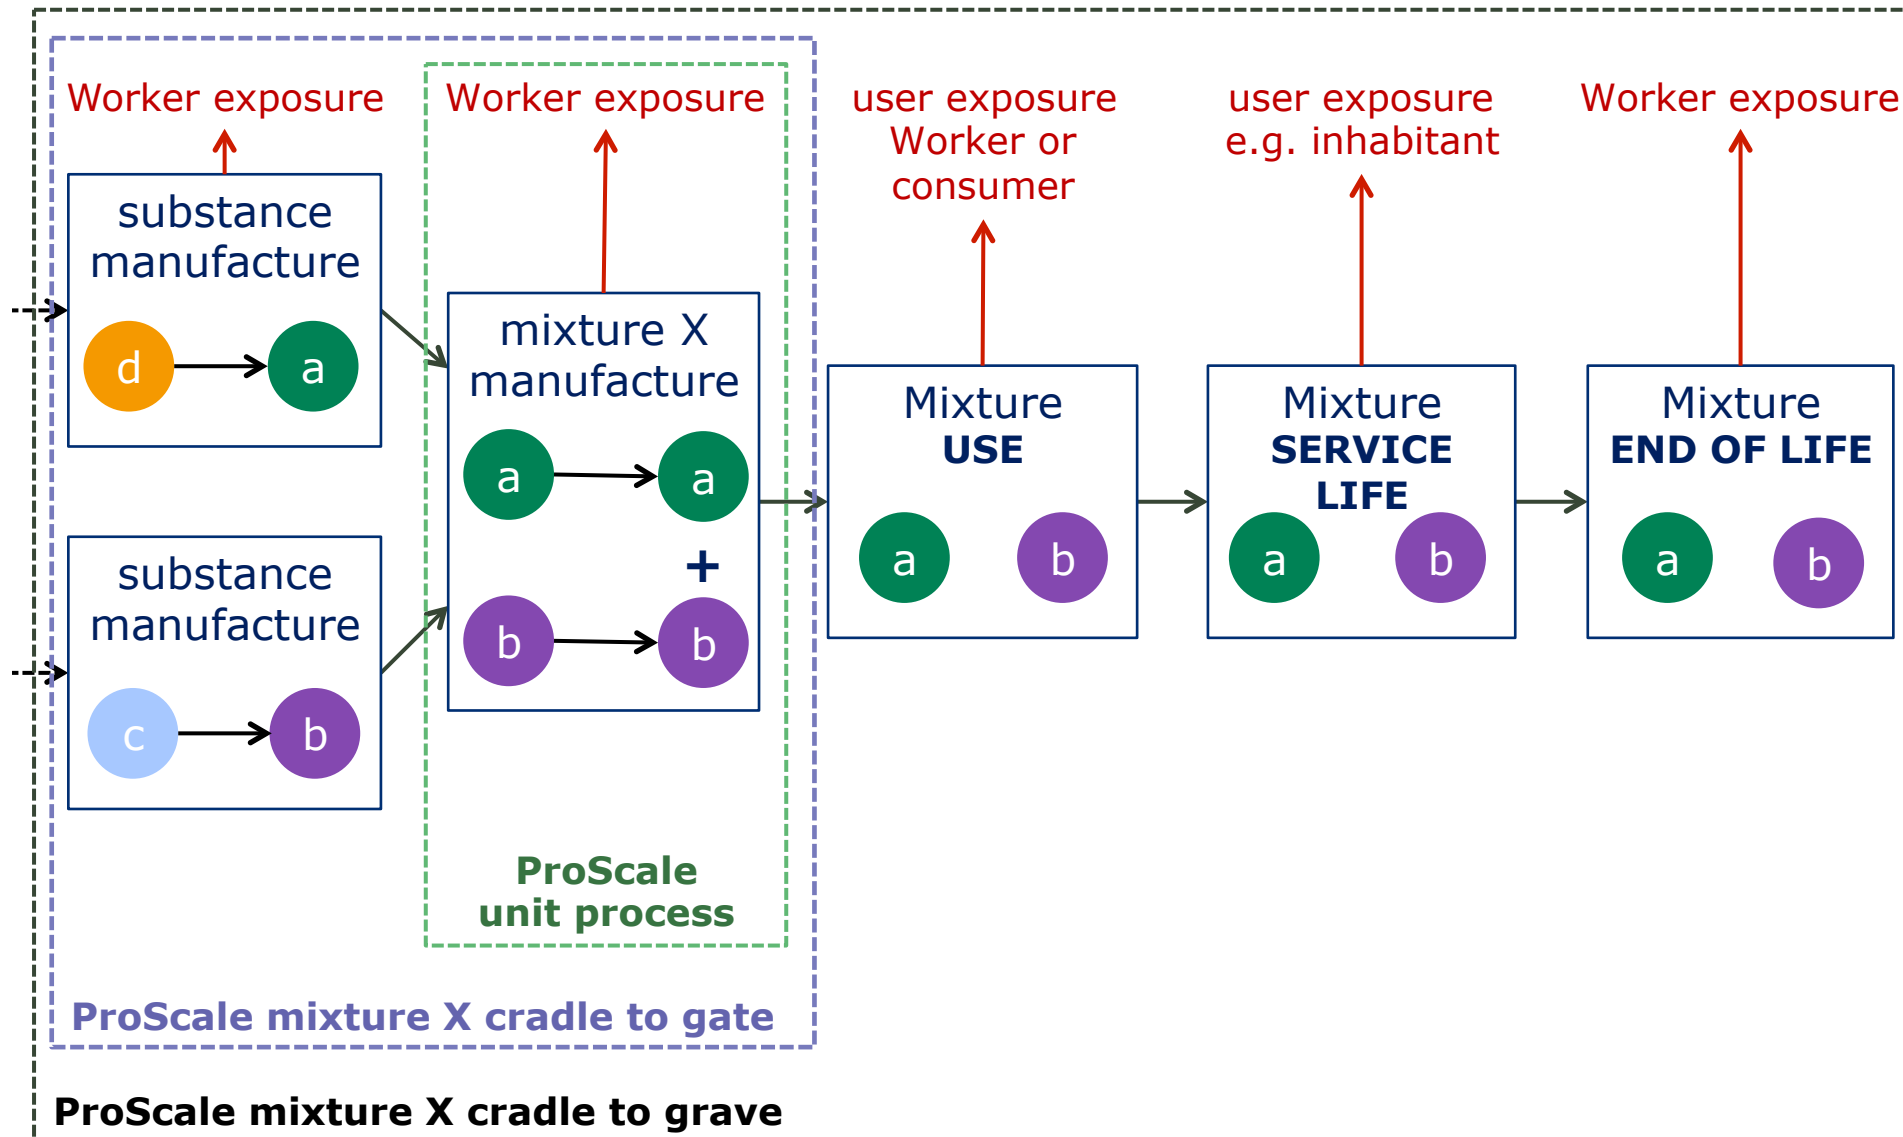 Worker exposure
substance
manufacture
d
a
substance
manufacture
c
b
Worker exposure
mixture X
manufacture
a
a
+
b
b
ProScale
unit process
user exposure
Worker or
consumer
Mixture
USE
a
b
user exposure
e.g. inhabitant
Mixture
SERVICE
LIFE
a
b
Worker exposure
Mixture
END OF LIFE
a
b
ProScale mixture X cradle to gate
ProScale mixture X cradle to grave